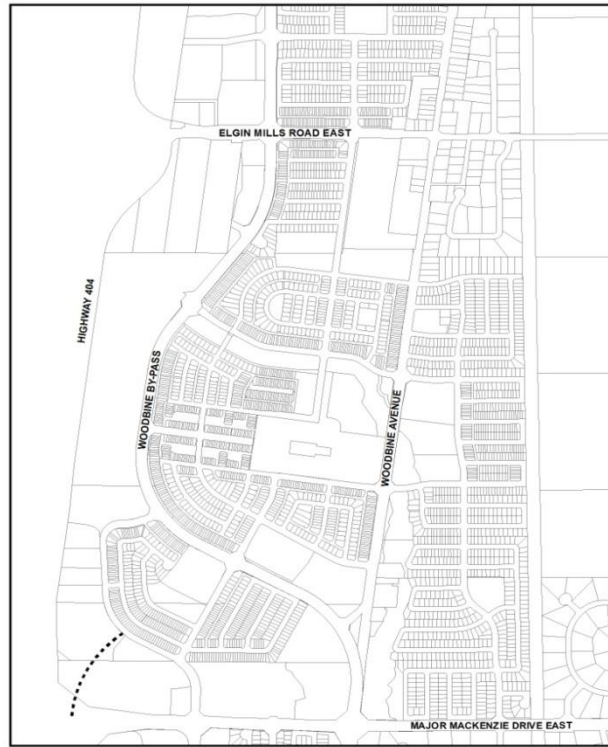 ELGIN MILLS ROAD EAST
HIGHWAY 404
WOODBINE BY-PASS
WOODBINE AVENUE
MAJOR MACKENZIE DRIVE EAST